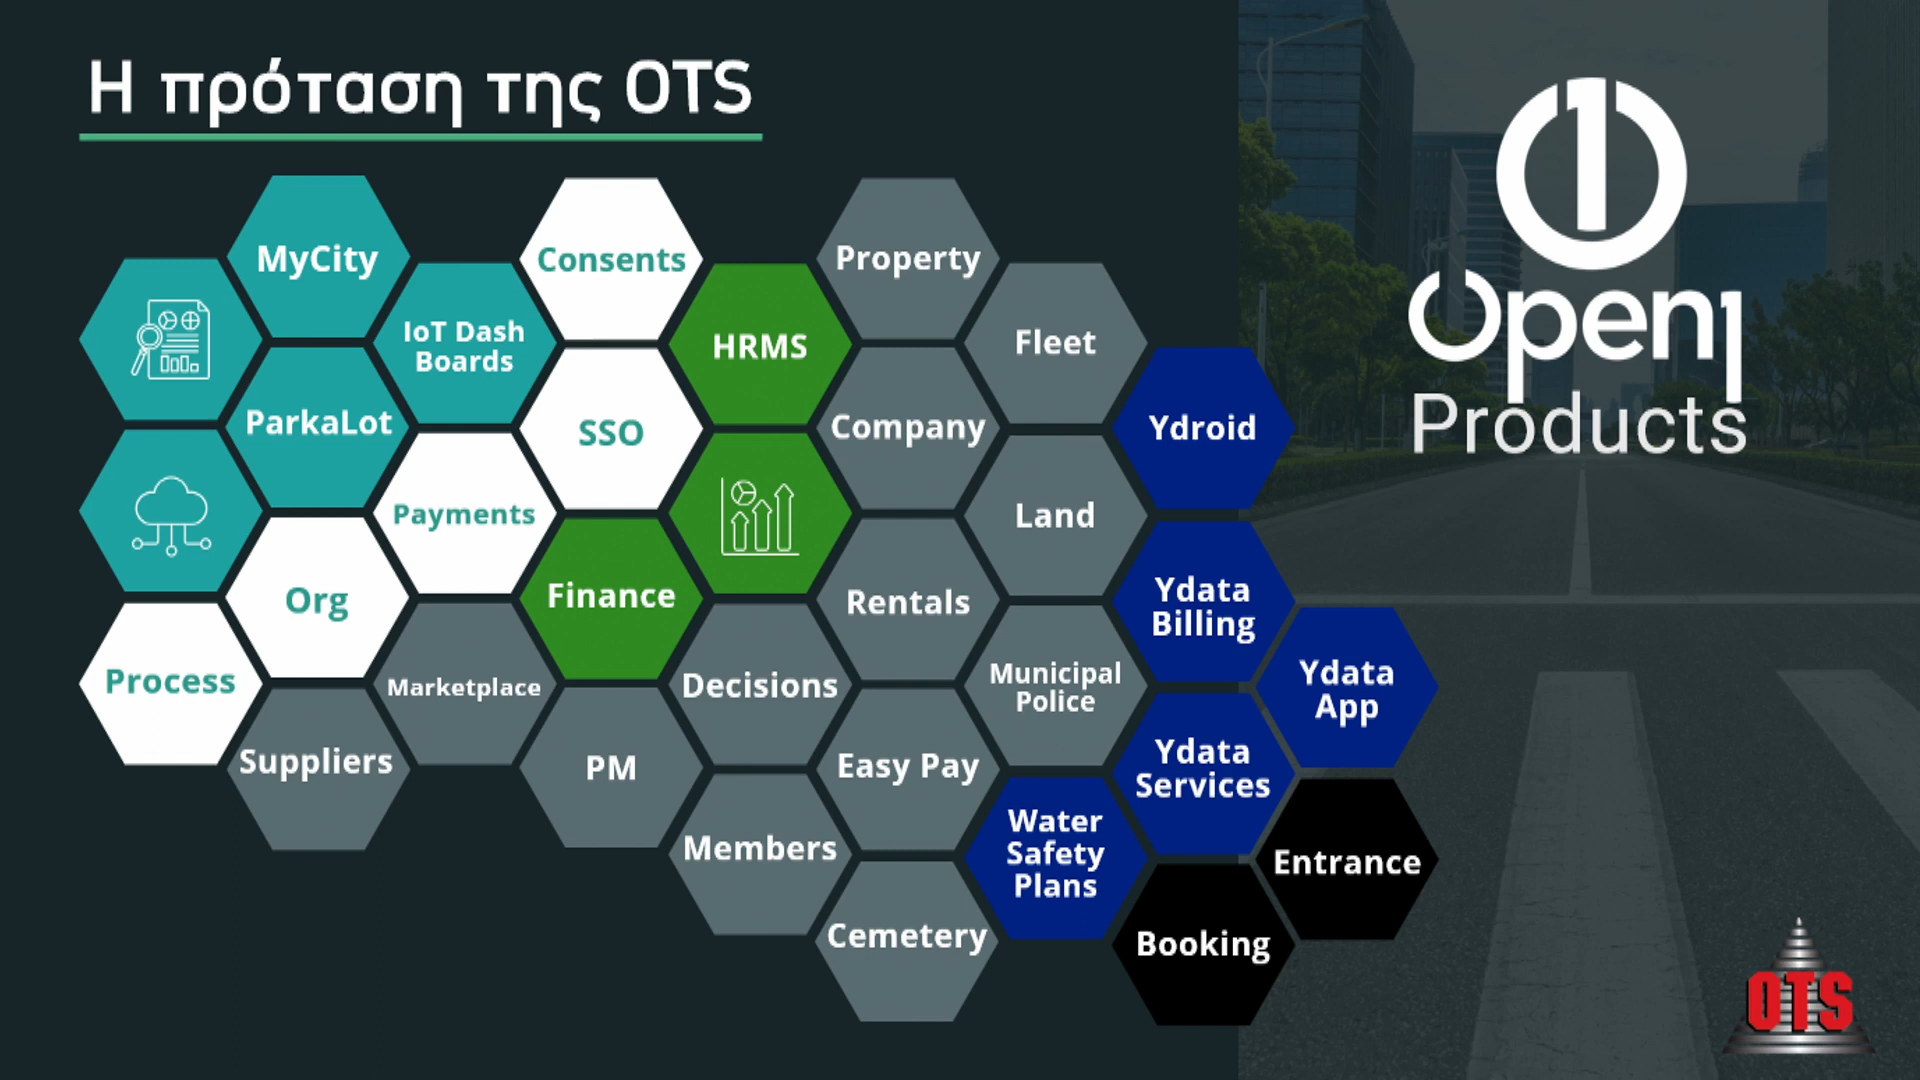 Η πρόταση της OTS
MyCity
Consents
Property
IoT Dash
Boards
HRMS
Fleet
ParkaLot
SSO
Company
Ydroid
Payments
Land
Org
Finance
Rentals
Ydata
Billing
Process
Marketplace
Decisions
Municipal
Police
Ydata
App
Suppliers
PM
Easy Pay
Ydata
Services
Members
Water
Safety
Plans
Entrance
Cemetery
Booking
Open1
Products
OTS